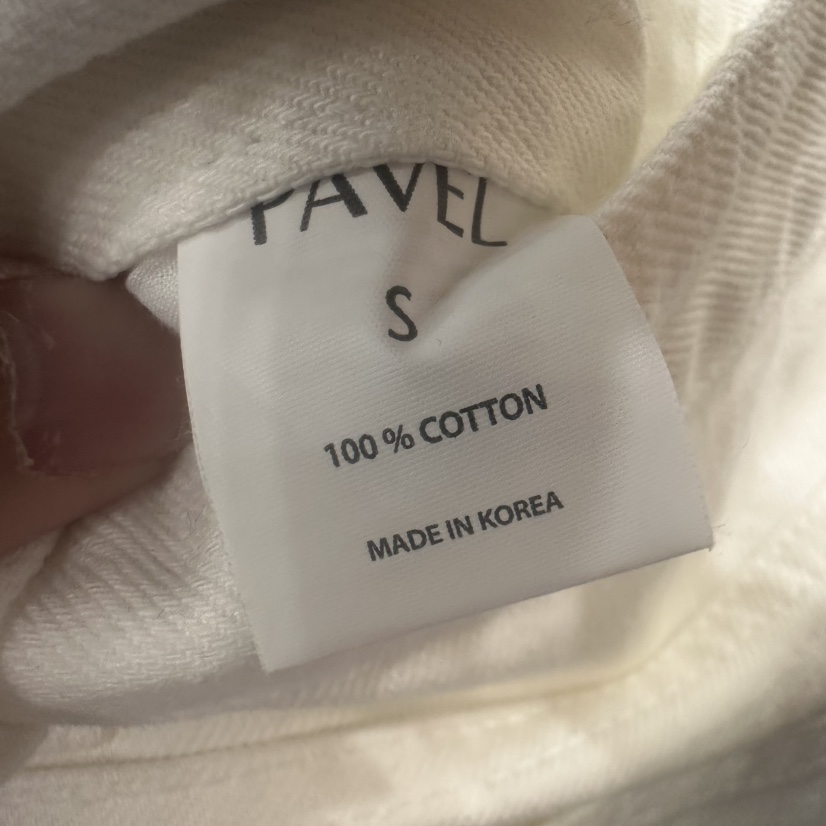 PAVEL
S
100 % COTTON
MADE IN KOREA